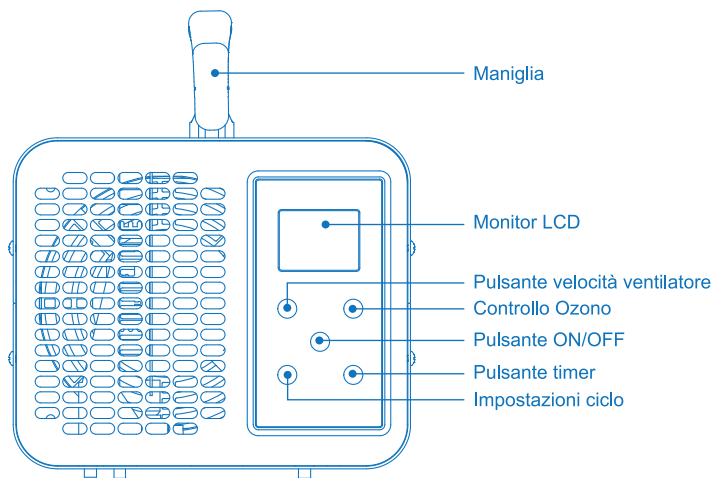 Maniglia
Monitor LCD
Pulsante velocità ventilatore
Controllo Ozono
Pulsante ON/OFF
Pulsante timer
Impostazioni ciclo